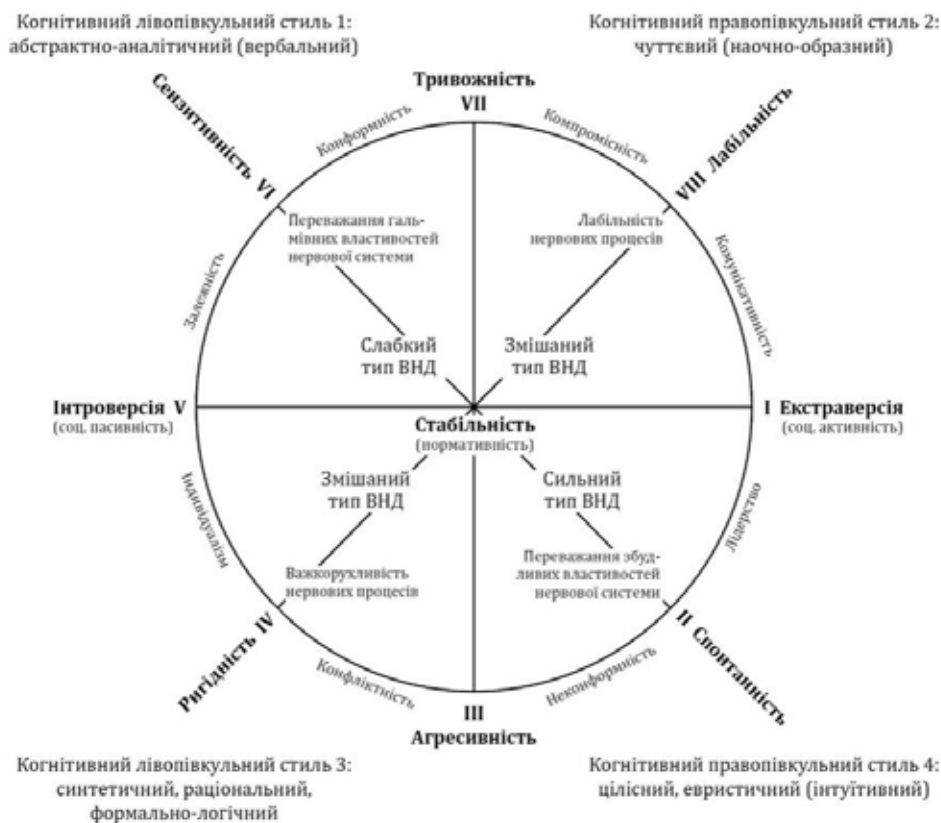 Когнітивний лівопівкульний стиль 1:
абстрактно-аналітичний (вербальний)
Когнітивний правопівкульний стиль 2:
чуттєвий (наочно-образний)
Тривожність
VII
Сензитивність VI
Конформність
Компромісність
VIII Лабільність
Переважання галь-
мівних властивостей
нервової системи
Лабільність
нервових процесів
Залежність
Комунікативність
Слабкий
тип ВНД
Змішаний
тип ВНД
Інтроверсія V
(соц. пасивність)
I Екстраверсія
(соц. активність)
Стабільність
(нормативність)
Змішаний
тип ВНД
Сильний
тип ВНД
Індивідуалізм
Лідерство
Важкорухливість
нервових процесів
Переважання збуд-
ливих властивостей
нервової системи
Ригідність IV
Конфліктність
Неконформність
II Спонтанність
III
Агресивність
Когнітивний лівопівкульний стиль 3:
синтетичний, раціональний,
формально-логічний
Когнітивний правопівкульний стиль 4:
цілісний, евристичний (інтуїтивний)